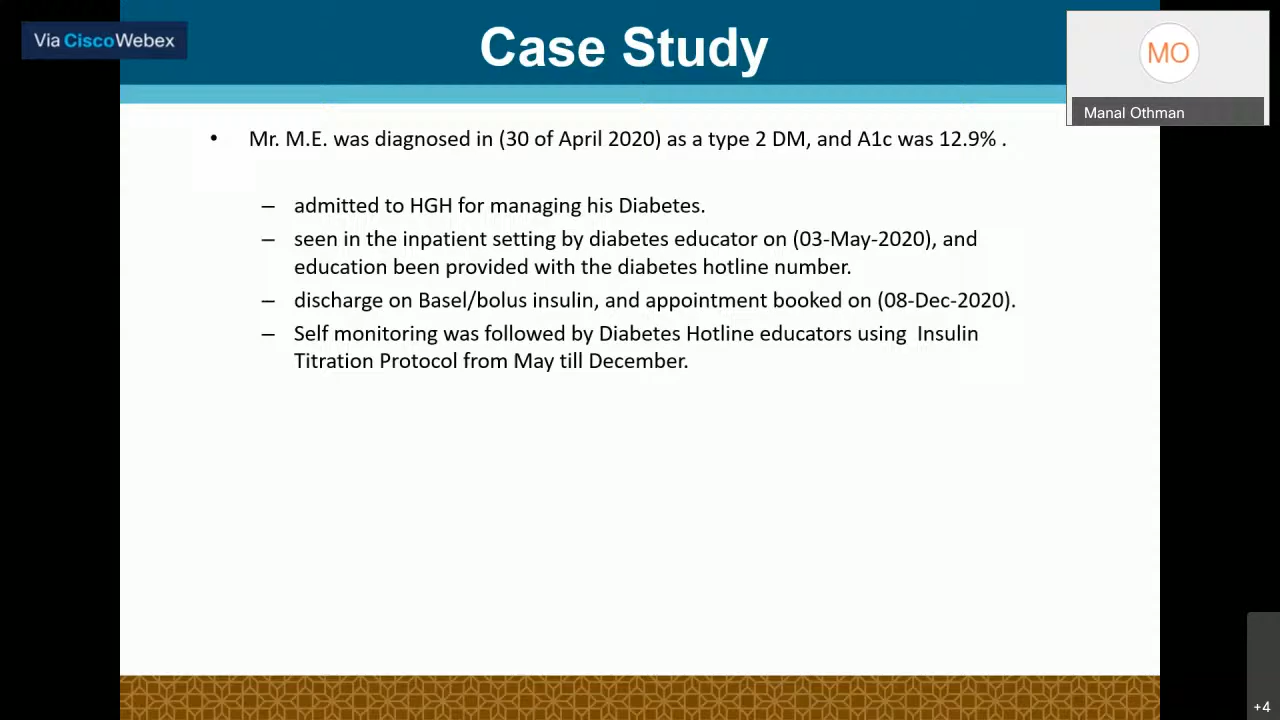 Via CiscoWebex
Case Study
MO
Manal Othman
• Mr. M.E. was diagnosed in (30 of April 2020) as a type 2 DM, and A1c was 12.9% .
– admitted to HGH for managing his Diabetes.
– seen in the inpatient setting by diabetes educator on (03-May-2020), and
education been provided with the diabetes hotline number.
– discharge on Basel/bolus insulin, and appointment booked on (08-Dec-2020).
– Self monitoring was followed by Diabetes Hotline educators using  Insulin
Titration Protocol from May till December.
+4